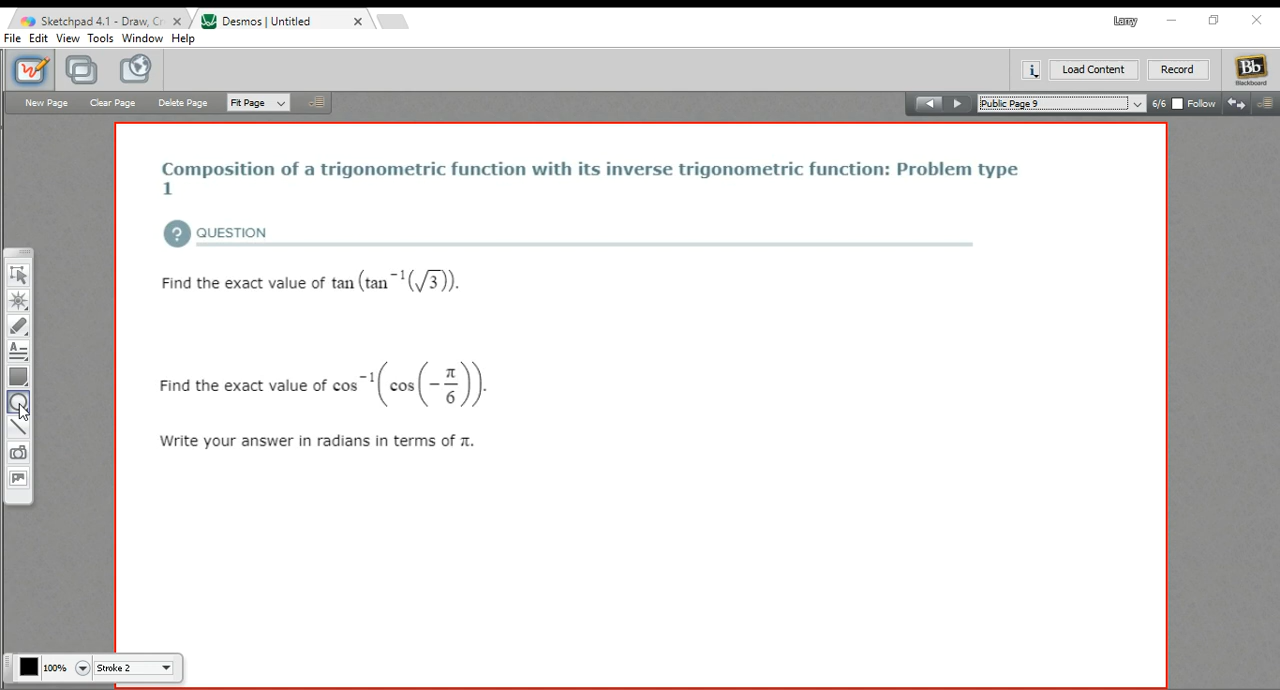 Sketchpad 4.1 - Draw, Cr
Desmos | Untitled
Larry
File Edit View Tools Window Help
Load Content
Record
Bb
Blackboard
New Page Clear Page Delete Page Fit Page
Public Page 9
6/6 Follow
Composition of a trigonometric function with its inverse trigonometric function: Problem type
1
? QUESTION
Find the exact value of tan (tan⁻¹(√3)).
Find the exact value of cos⁻¹(cos(−π/6)).
Write your answer in radians in terms of π.
100% Stroke 2